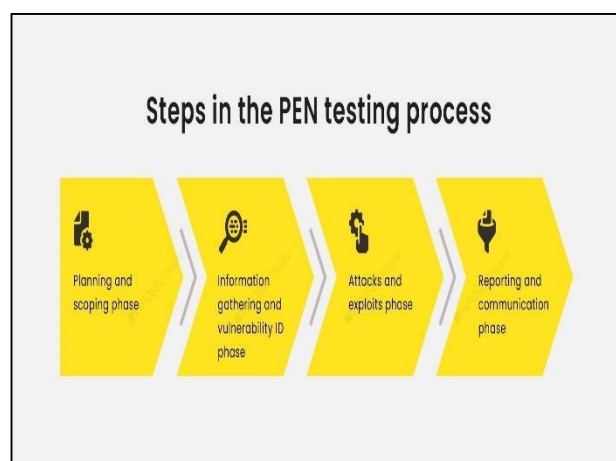 Steps in the PEN testing process
Planning and
scoping phase
Information
gathering and
vulnerability ID
phase
Attacks and
exploits phase
Reporting and
communication
phase